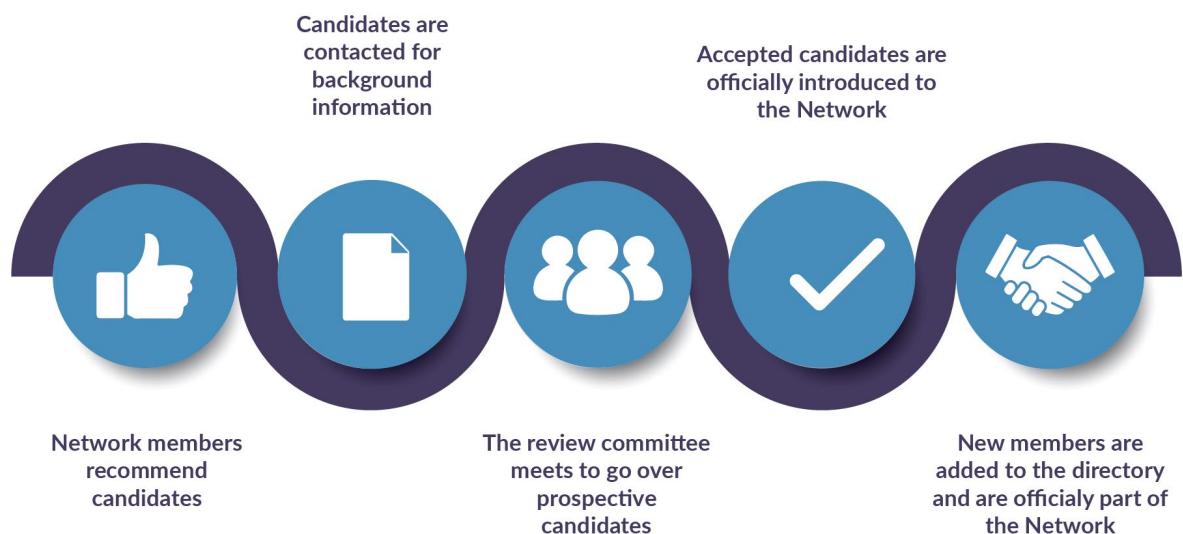 Network members
recommend
candidates
Candidates are
contacted for
background
information
The review committee
meets to go over
prospective
candidates
Accepted candidates are
officially introduced to
the Network
New members are
added to the directory
and are officialy part of
the Network